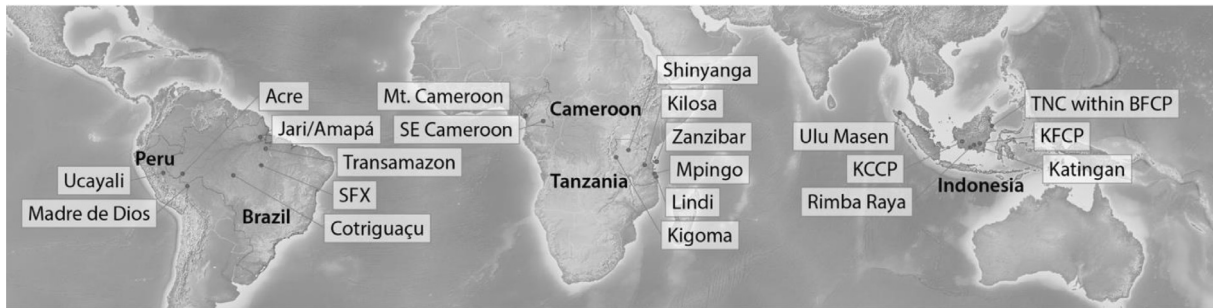 Acre
Jari/Amapá
Transamazon
SFX
Cotriguaçu
Peru
Ucayali
Madre de Dios
Brazil
Mt. Cameroon
SE Cameroon
Cameroon
Tanzania
Shinyanga
Kilosa
Zanzibar
Mpingo
Lindi
Kigoma
Ulu Masen
KCCP
Rimba Raya
Indonesia
TNC within BFCP
KFCP
Katingan